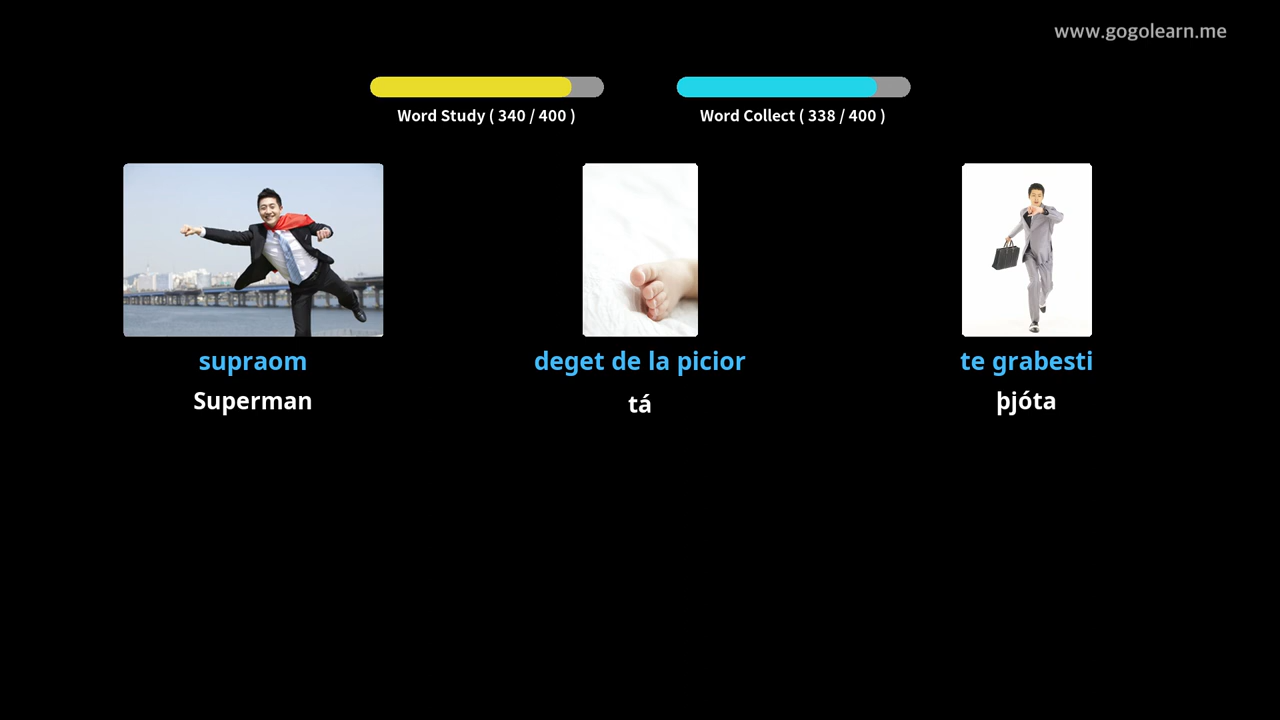 www.gogolearn.me
Word Study ( 340 / 400 )
Word Collect ( 338 / 400 )
supraom
deget de la picior
te grabesti
Superman
tá
þjóta